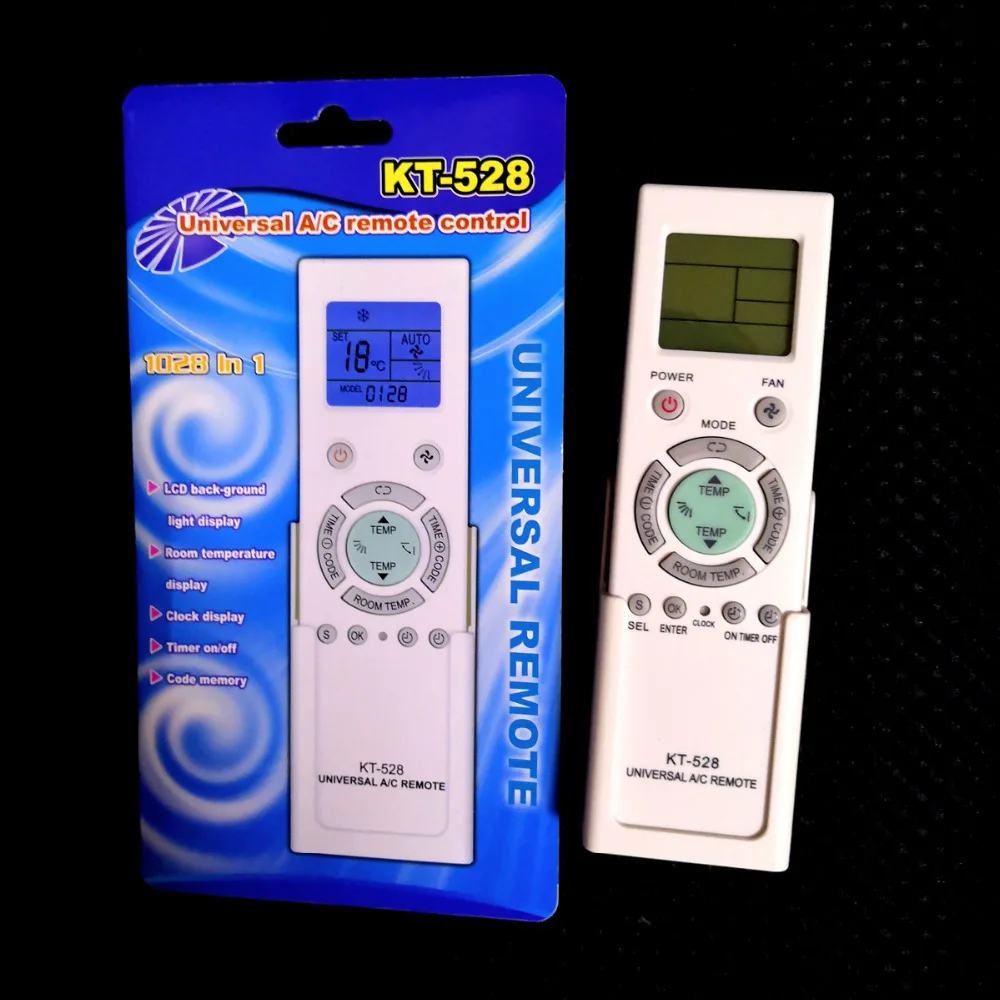 KT-528
Universal A/C remote control
1028 In 1
LCD back-ground
light display
Room temperature
display
Clock display
Timer on/off
Code memory
UNIVERSAL REMOTE
SET
18°C
AUTO
MODEL 0128
TEMP
TEMP
TIME - CODE
TIME + CODE
ROOM TEMP.
S
OK
KT-528
UNIVERSAL A/C REMOTE
POWER
FAN
MODE
TEMP
TEMP
TIME - CODE
TIME + CODE
ROOM TEMP.
S
OK
SEL
ENTER
CLOCK
ON TIMER OFF
KT-528
UNIVERSAL A/C REMOTE